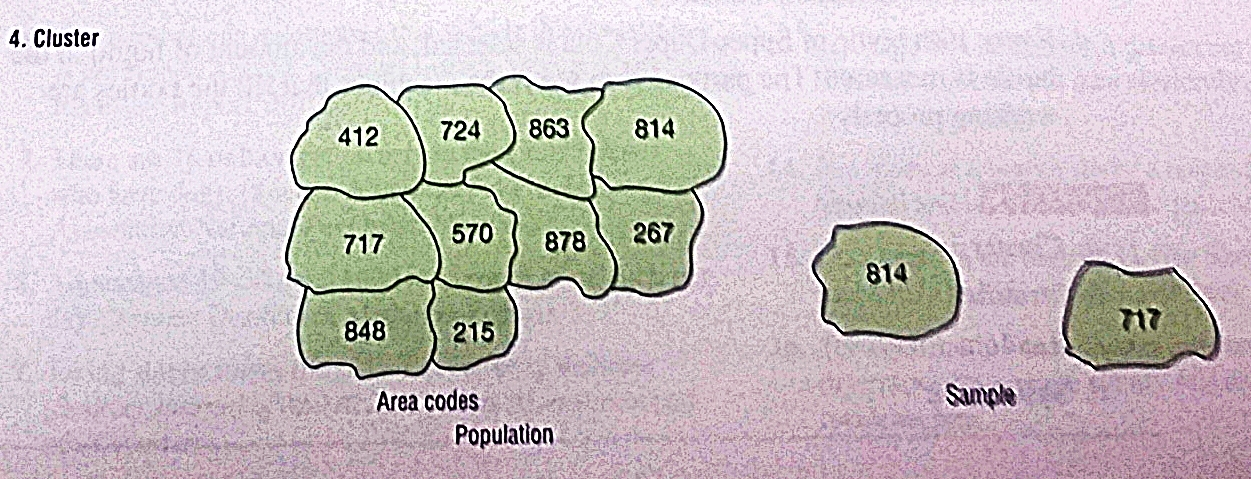 4. Cluster
412 724 863 814
717 570 878 267
848 215
814
717
Area codes
Sample
Population